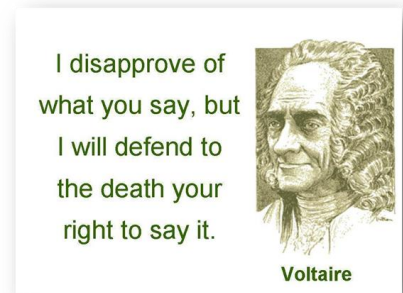 I disapprove of
what you say, but
I will defend to
the death your
right to say it.
Voltaire